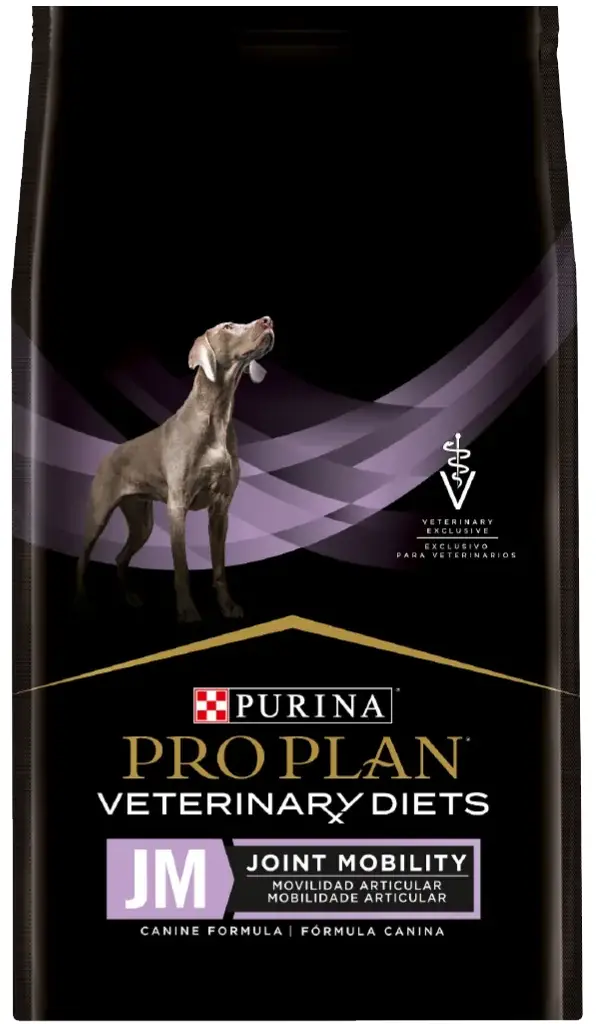 VETERINARY
EXCLUSIVE
EXCLUSIVO
PARA VETERINARIOS
PURINA®
PRO PLAN®
VETERINARY DIETS
JM
JOINT MOBILITY
MOVILIDAD ARTICULAR
MOBILIDADE ARTICULAR
CANINE FORMULA | FÓRMULA CANINA